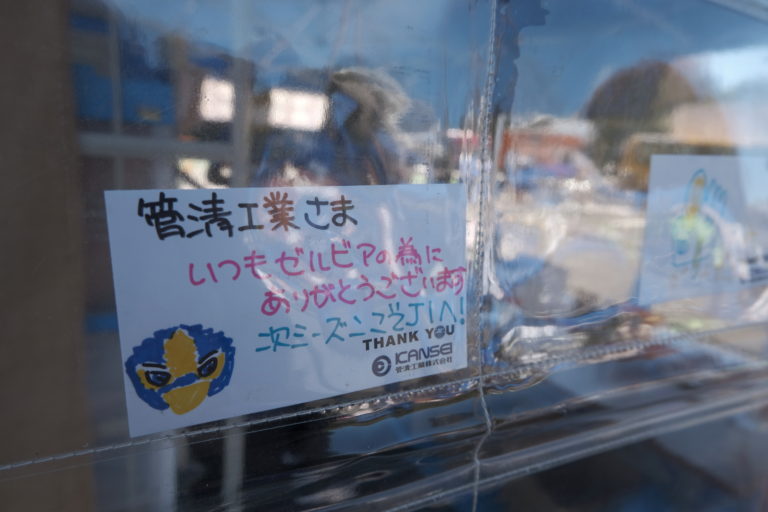 管清工業さま
いつもゼルビアの為に
ありがとうございます
次シーズンこそJ1へ!
THANK YOU
KANSEI
管清工業株式会社